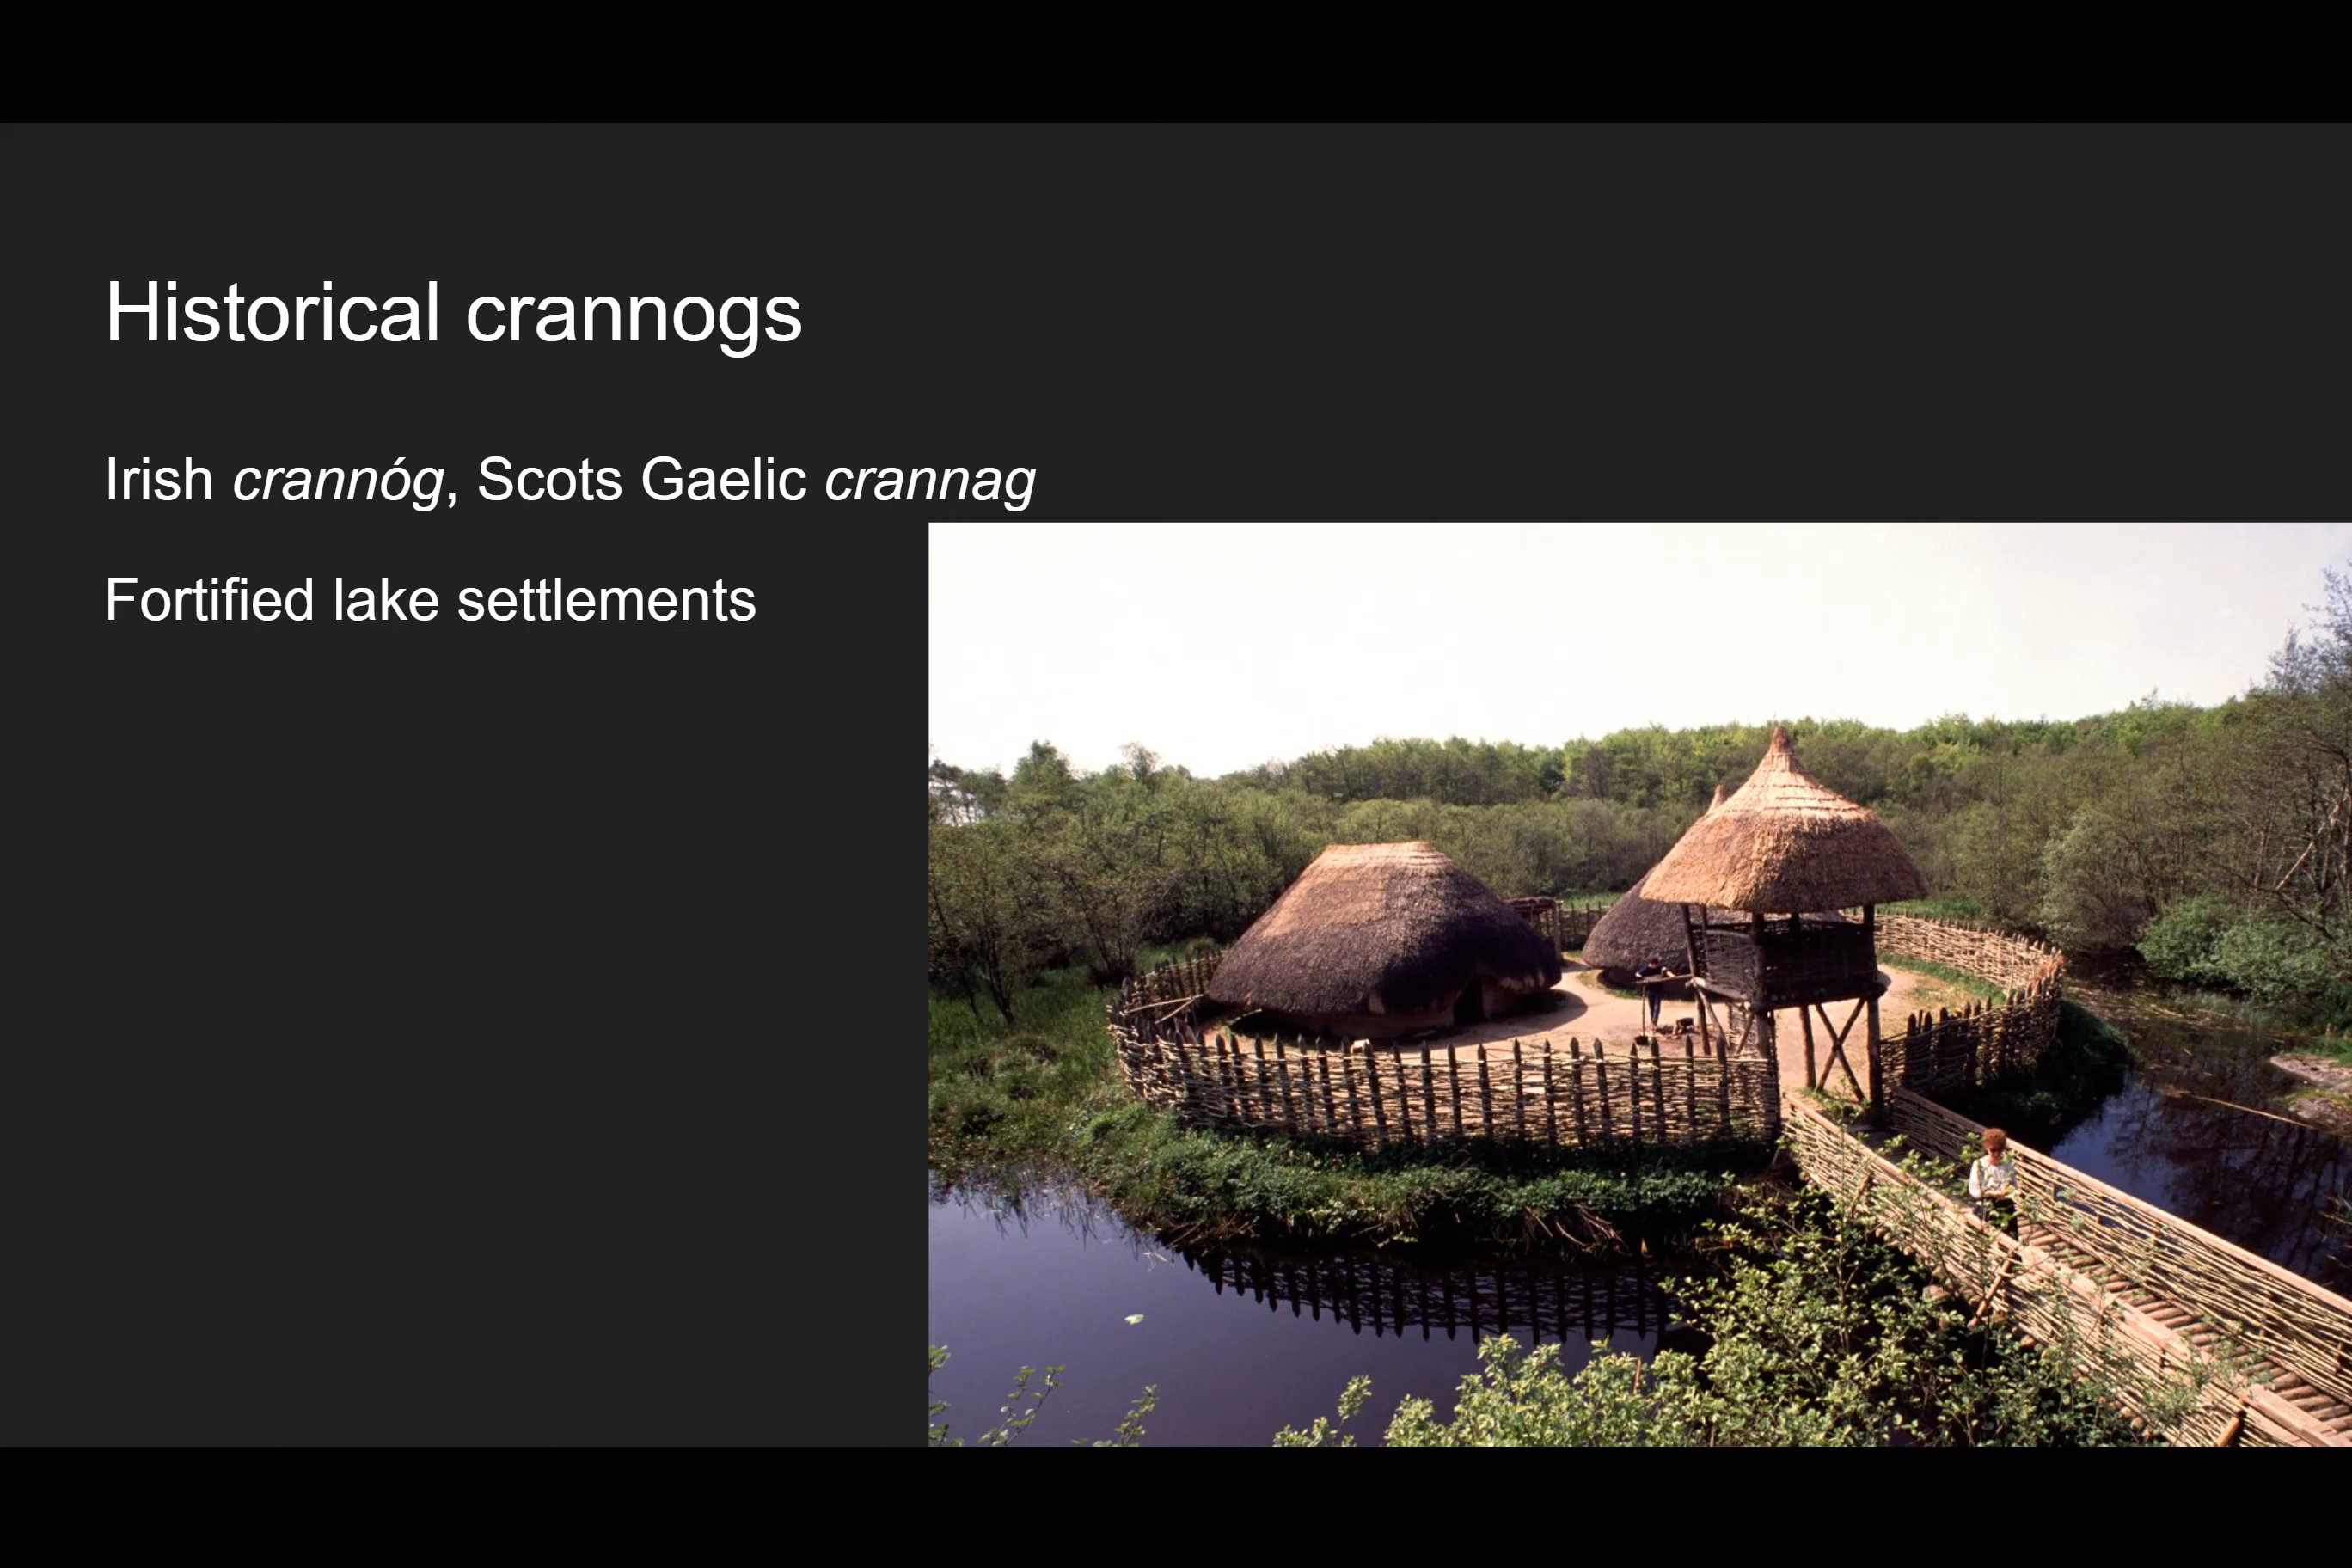 Historical crannogs
Irish crannóg, Scots Gaelic crannag
Fortified lake settlements